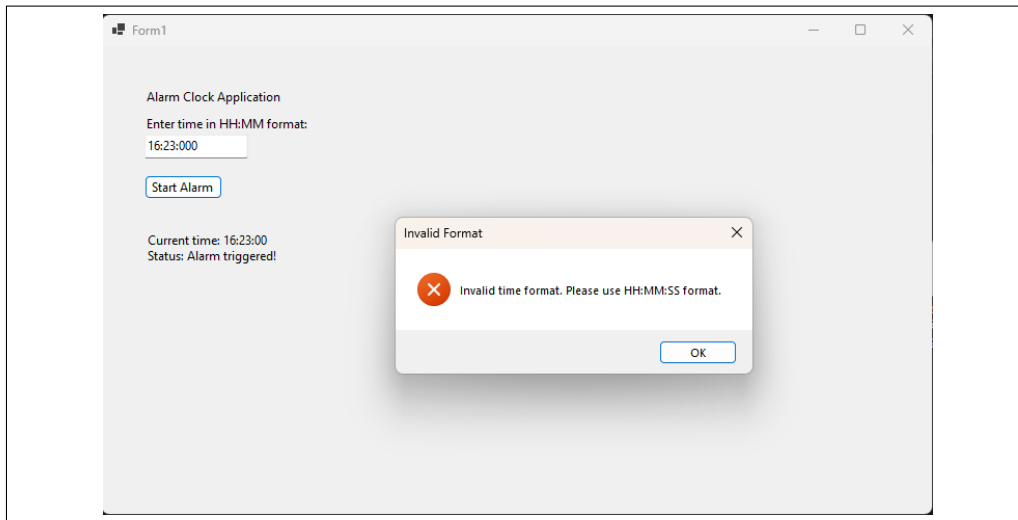 Form1
Alarm Clock Application
Enter time in HH:MM format:
16:23:000
Start Alarm
Current time: 16:23:00
Status: Alarm triggered!
Invalid Format
Invalid time format. Please use HH:MM:SS format.
OK